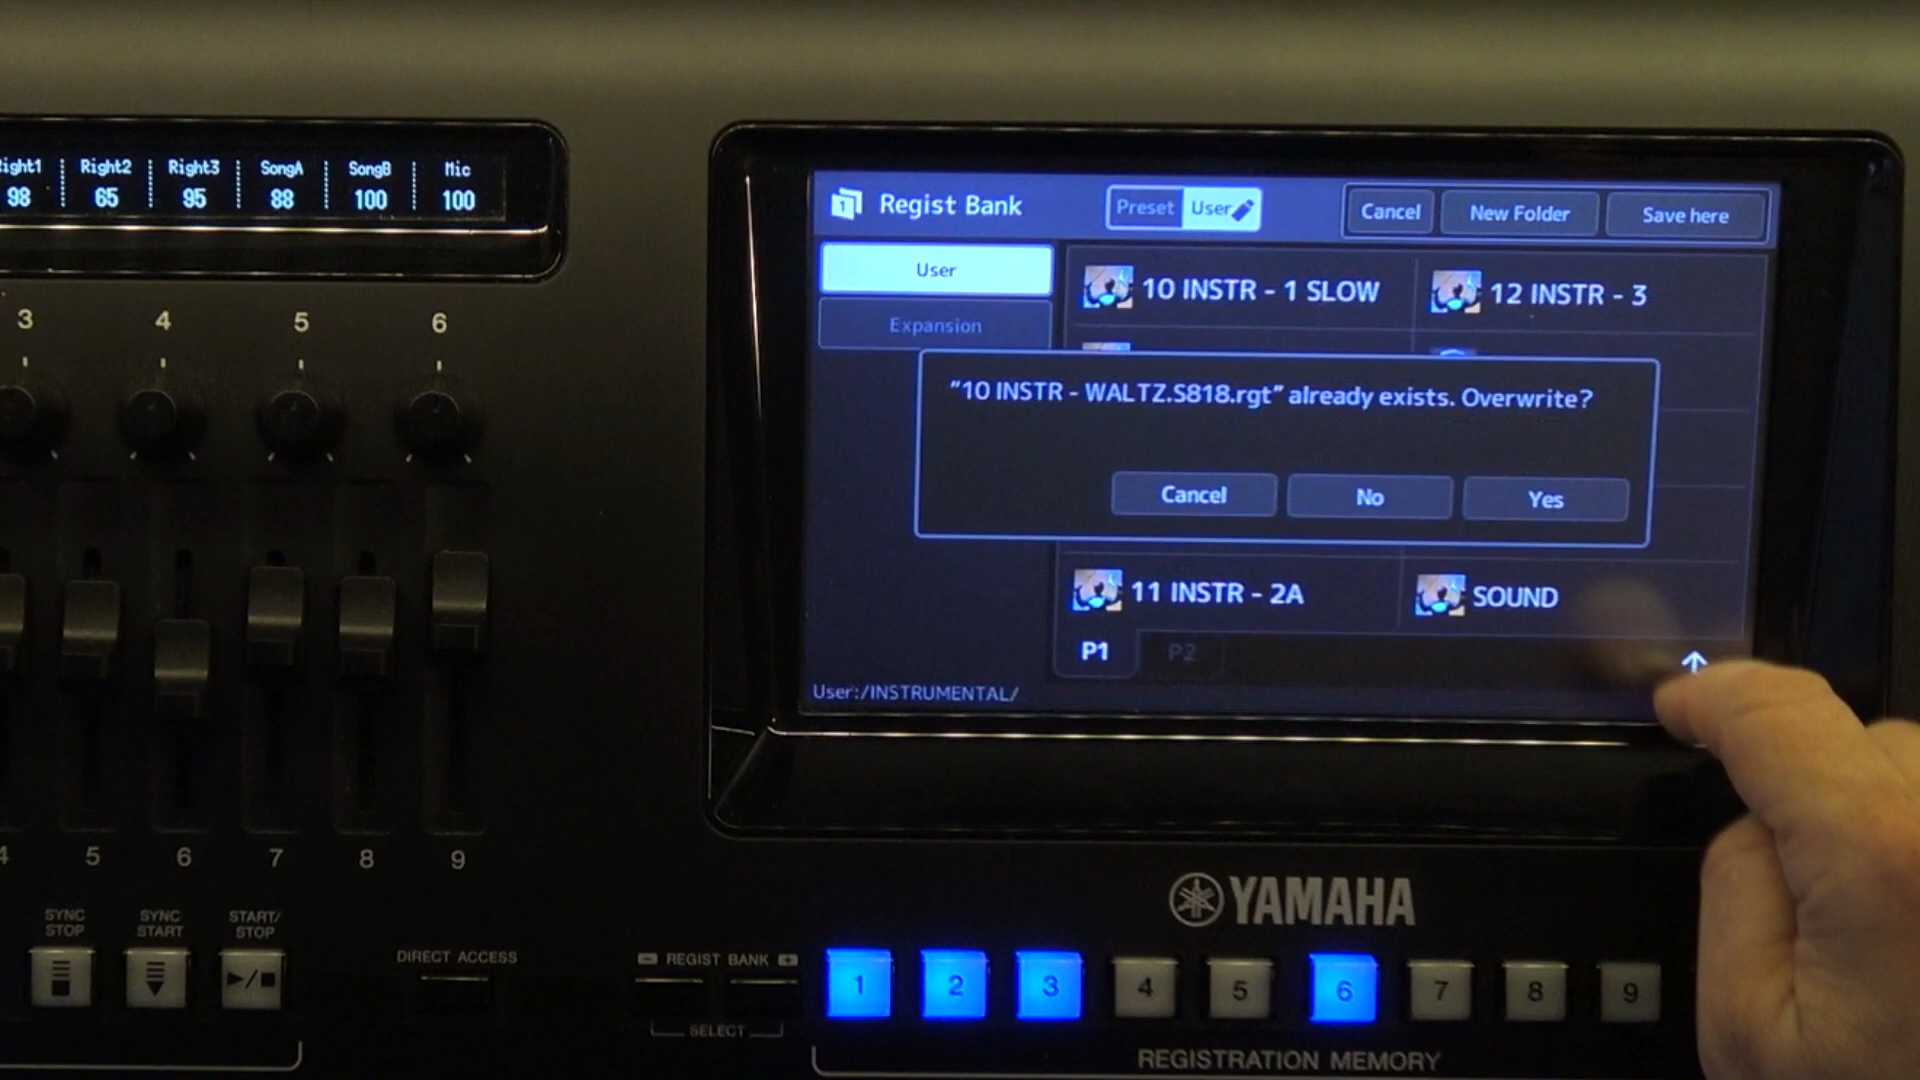 Right1 Right2 Right3 SongA SongB Mic
98 65 95 88 100 100
3 4 5 6
4 5 6 7 8 9
SYNC STOP
SYNC START
START/STOP
DIRECT ACCESS
- REGIST BANK +
SELECT
Regist Bank
Preset User
Cancel New Folder Save here
User
Expansion
10 INSTR - 1 SLOW
12 INSTR - 3
"10 INSTR - WALTZ.S818.rgt" already exists. Overwrite?
Cancel No Yes
11 INSTR - 2A
SOUND
P1 P2
User:/INSTRUMENTAL/
YAMAHA
1 2 3 4 5 6 7 8 9
REGISTRATION MEMORY